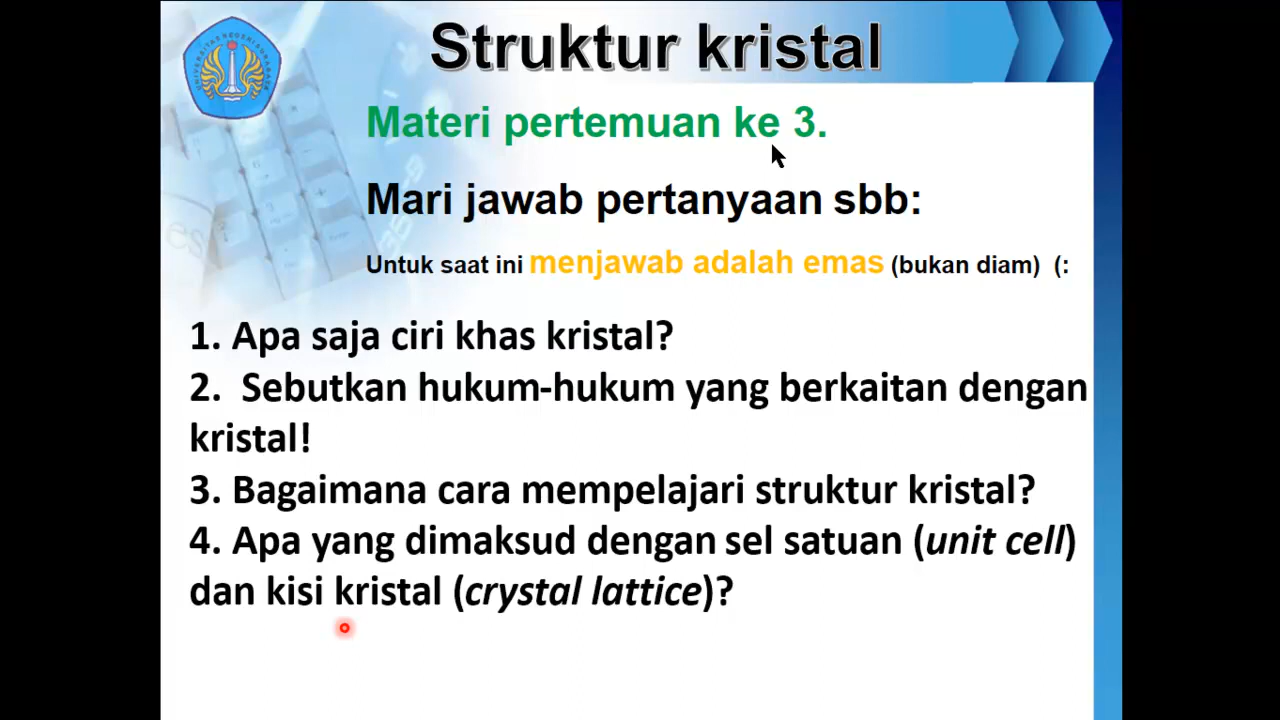 Struktur kristal
Materi pertemuan ke 3.
Mari jawab pertanyaan sbb:
Untuk saat ini menjawab adalah emas (bukan diam) (:
1. Apa saja ciri khas kristal?
2. Sebutkan hukum-hukum yang berkaitan dengan
kristal!
3. Bagaimana cara mempelajari struktur kristal?
4. Apa yang dimaksud dengan sel satuan (unit cell)
dan kisi kristal (crystal lattice)?